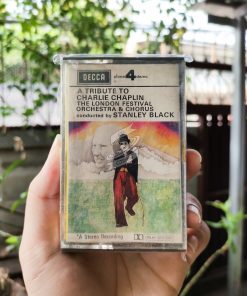 DECCA
phase 4 stereo
A TRIBUTE TO
CHARLIE CHAPLIN
THE LONDON FESTIVAL
ORCHESTRA & CHORUS
conducted by STANLEY BLACK
A Stereo Recording